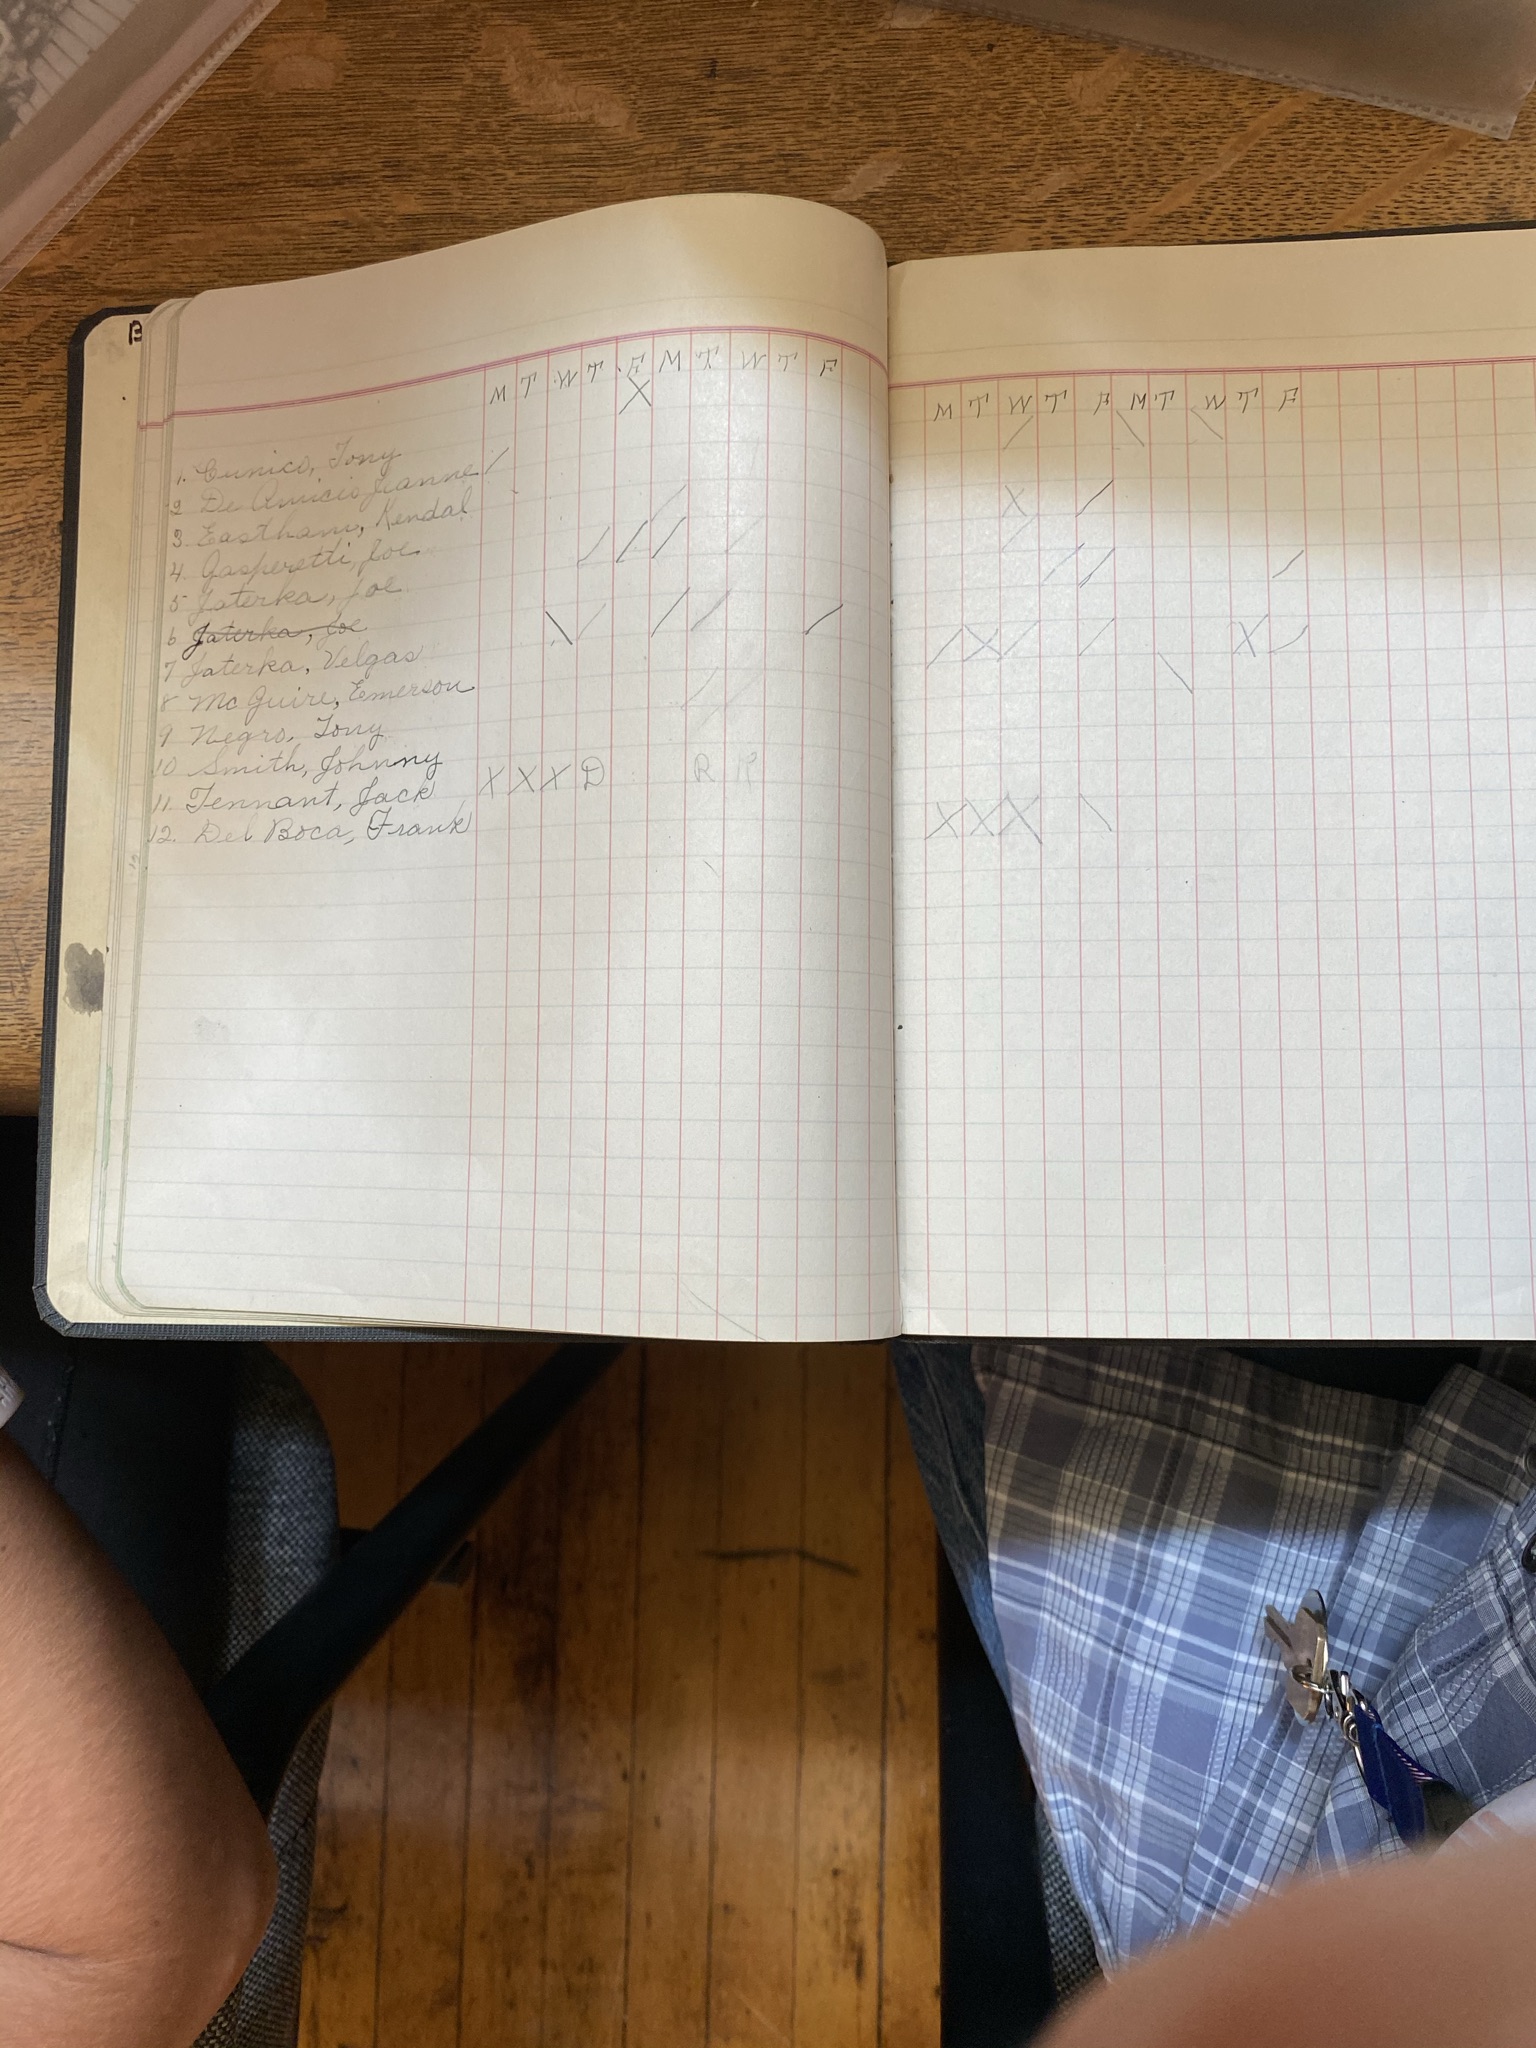 B
M T W T F M T W T F
M T W T F M T W T F
X
/ \ \
1. Cunico, Tony /
2 De Amicis Jeanne
3. Eastham, Kendal / X /
4. Gasperetti, Joe / / / / /
5 Jaterka, Joe / / /
6 Jaterka, Joe
7 Jaterka, Velgas \ / / / / / X / / X /
8 McGuire, Emerson / / \
9 Negro, Tony
10 Smith, Johnny
11. Tennant, Jack X X X D R R
12. Del Boca, Frank X X X \